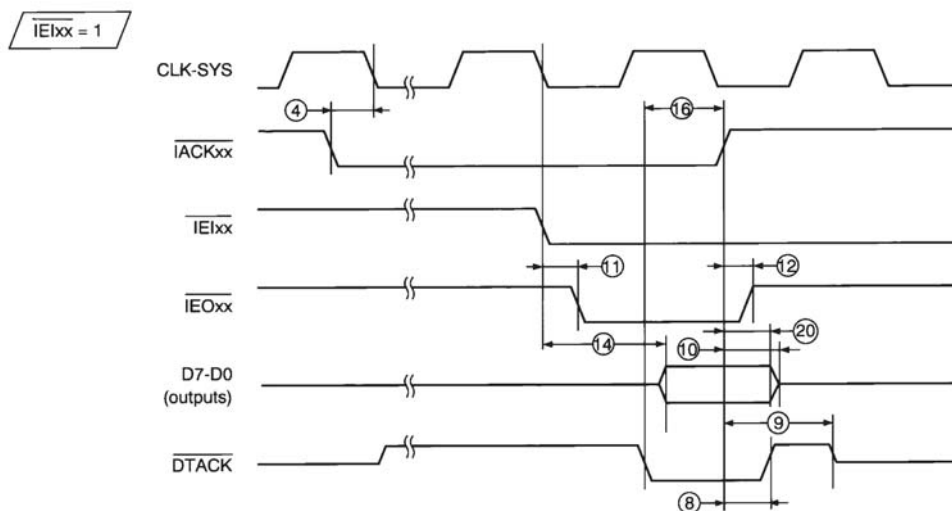 IEIxx = 1
CLK-SYS
4
16
IACKxx
IEIxx
11
12
IEOxx
20
14
10
D7-D0
(outputs)
9
DTACK
8